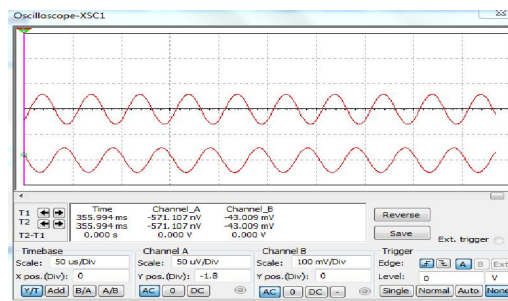 Oscilloscope-XSC1
Time Channel_A Channel_B
T1 355.994 ms -571.107 nV -43.009 mV
T2 355.994 ms -571.107 nV -43.009 mV
T2-T1 0.000 s 0.000 V 0.000 V
Reverse
Save
Ext. trigger
Timebase
Scale: 50 us/Div
X pos.(Div): 0
Y/T Add B/A A/B
Channel A
Scale: 50 uV/Div
Y pos.(Div): -1.8
AC 0 DC
Channel B
Scale: 100 mV/Div
Y pos.(Div): 0
AC 0 DC -
Trigger
Edge: A B Ext
Level: 0 V
Single Normal Auto None